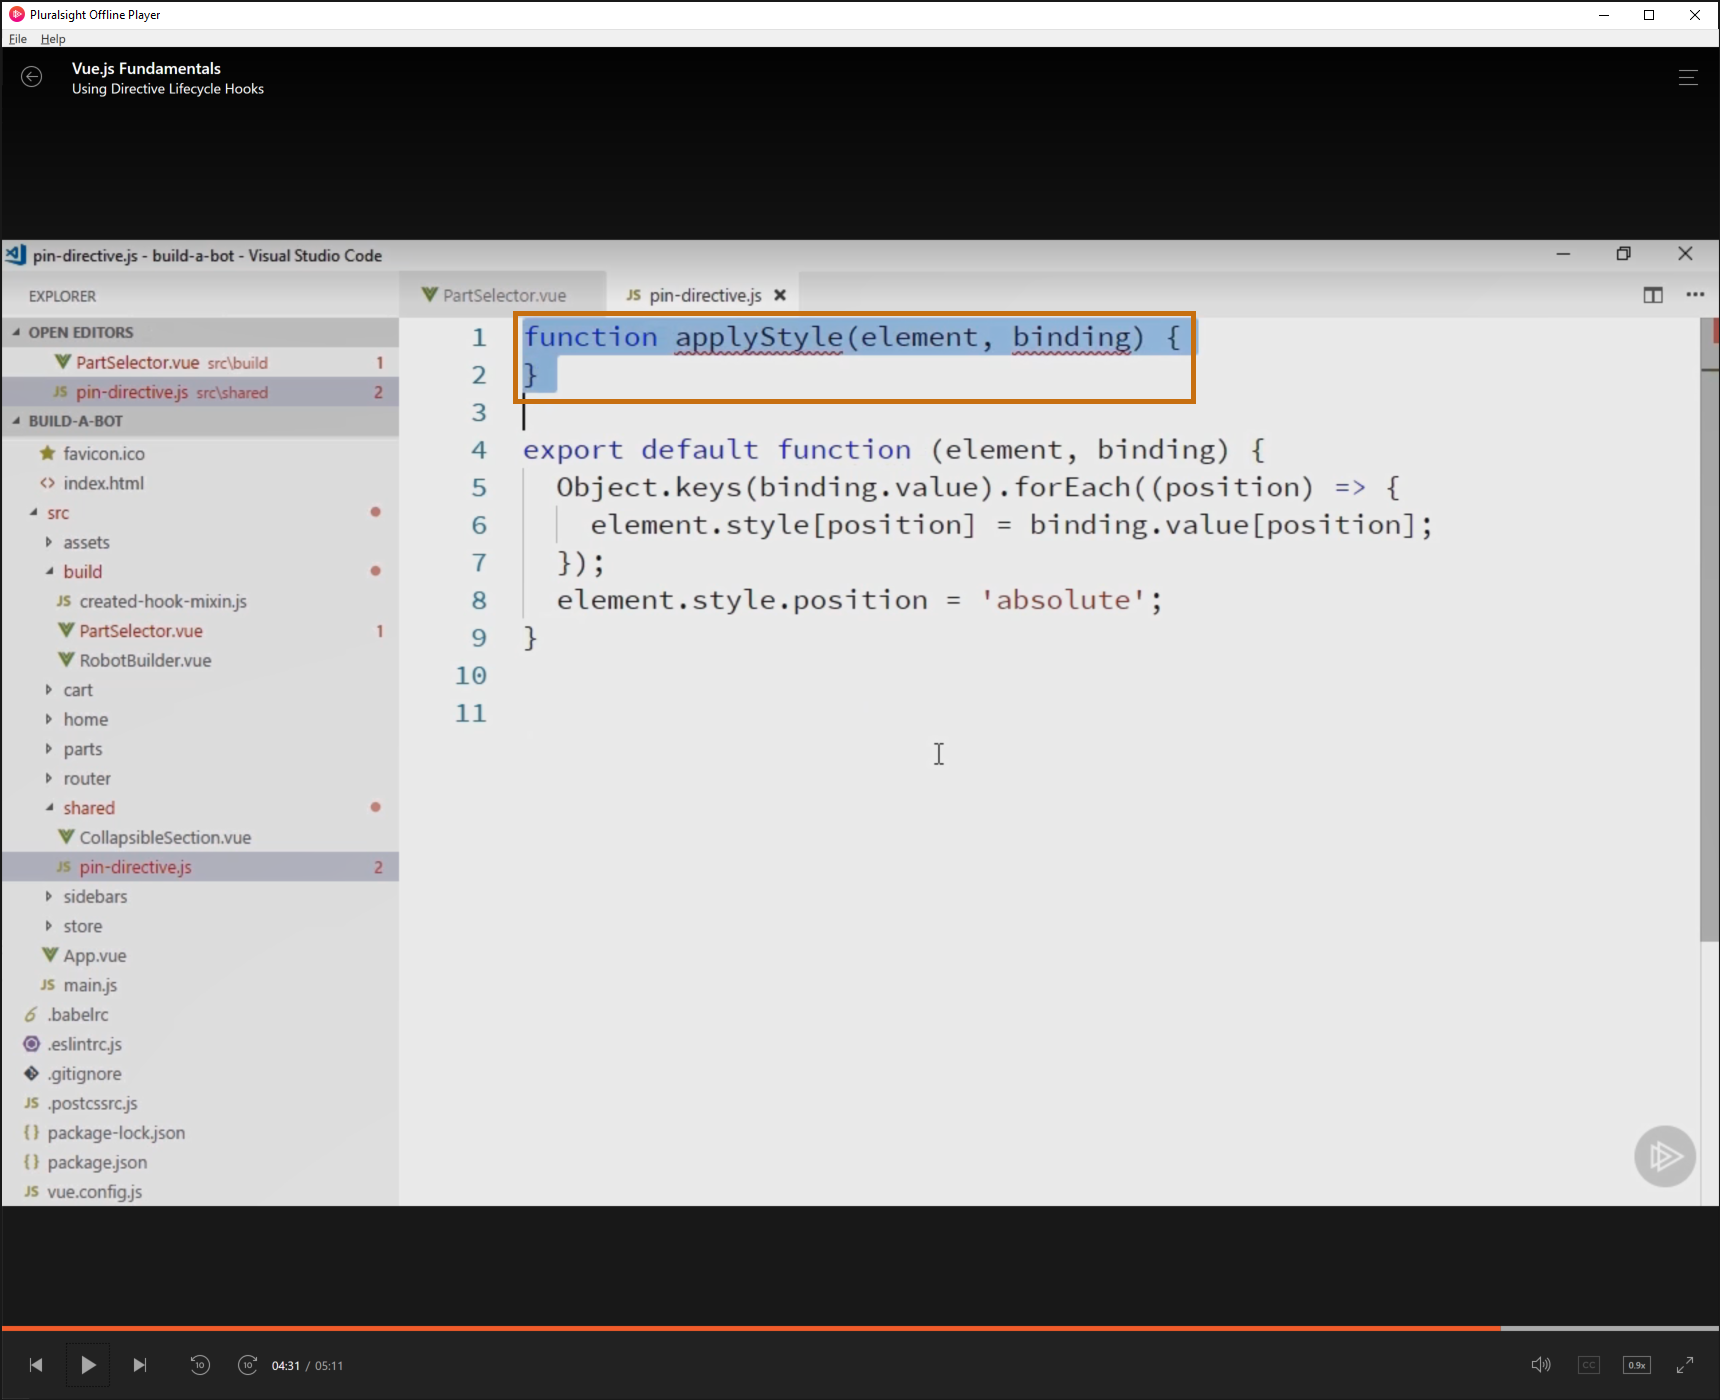 Pluralsight Offline Player
File Help
Vue.js Fundamentals
Using Directive Lifecycle Hooks
pin-directive.js - build-a-bot - Visual Studio Code
EXPLORER
OPEN EDITORS
PartSelector.vue src\build 1
JS pin-directive.js src\shared 2
BUILD-A-BOT
favicon.ico
<> index.html
src
assets
build
JS created-hook-mixin.js
PartSelector.vue 1
RobotBuilder.vue
cart
home
parts
router
shared
CollapsibleSection.vue
JS pin-directive.js 2
sidebars
store
App.vue
JS main.js
.babelrc
.eslintrc.js
.gitignore
JS .postcssrc.js
{} package-lock.json
{} package.json
JS vue.config.js
PartSelector.vue JS pin-directive.js
1 function applyStyle(element, binding) {
2 }
3
4 export default function (element, binding) {
5 Object.keys(binding.value).forEach((position) => {
6 element.style[position] = binding.value[position];
7 });
8 element.style.position = 'absolute';
9 }
10
11
10 10 04:31 / 05:11 CC 0.9x